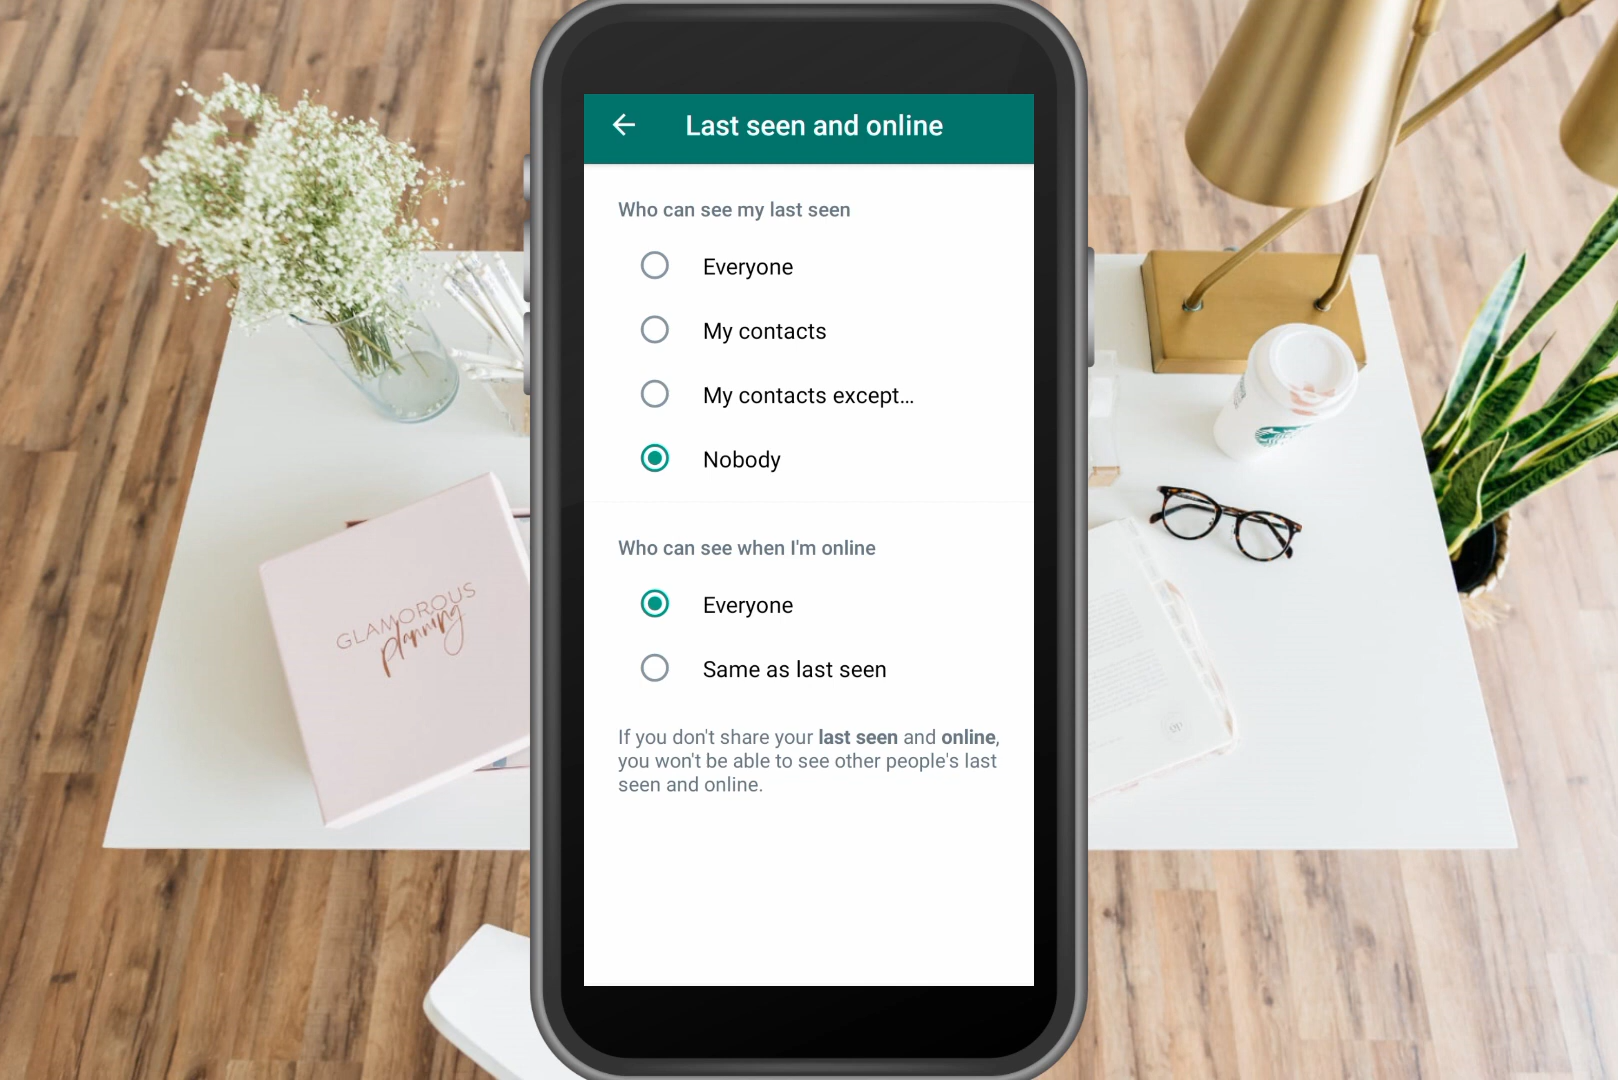 Last seen and online
Who can see my last seen
Everyone
My contacts
My contacts except...
Nobody
Who can see when I'm online
Everyone
Same as last seen
If you don't share your last seen and online,
you won't be able to see other people's last
seen and online.
GLAMOROUS
planning